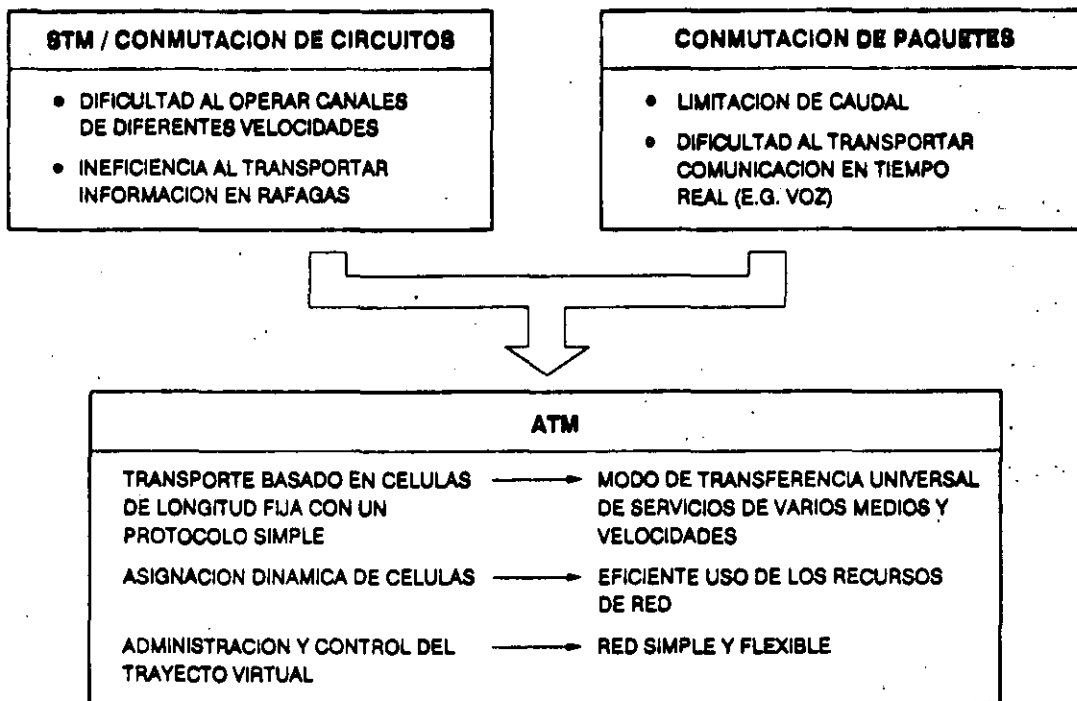 STM / CONMUTACION DE CIRCUITOS
• DIFICULTAD AL OPERAR CANALES
DE DIFERENTES VELOCIDADES
• INEFICIENCIA AL TRANSPORTAR
INFORMACION EN RAFAGAS
CONMUTACION DE PAQUETES
• LIMITACION DE CAUDAL
• DIFICULTAD AL TRANSPORTAR
COMUNICACION EN TIEMPO
REAL (E.G. VOZ)
ATM
TRANSPORTE BASADO EN CELULAS
DE LONGITUD FIJA CON UN
PROTOCOLO SIMPLE
MODO DE TRANSFERENCIA UNIVERSAL
DE SERVICIOS DE VARIOS MEDIOS Y
VELOCIDADES
ASIGNACION DINAMICA DE CELULAS
EFICIENTE USO DE LOS RECURSOS
DE RED
ADMINISTRACION Y CONTROL DEL
TRAYECTO VIRTUAL
RED SIMPLE Y FLEXIBLE